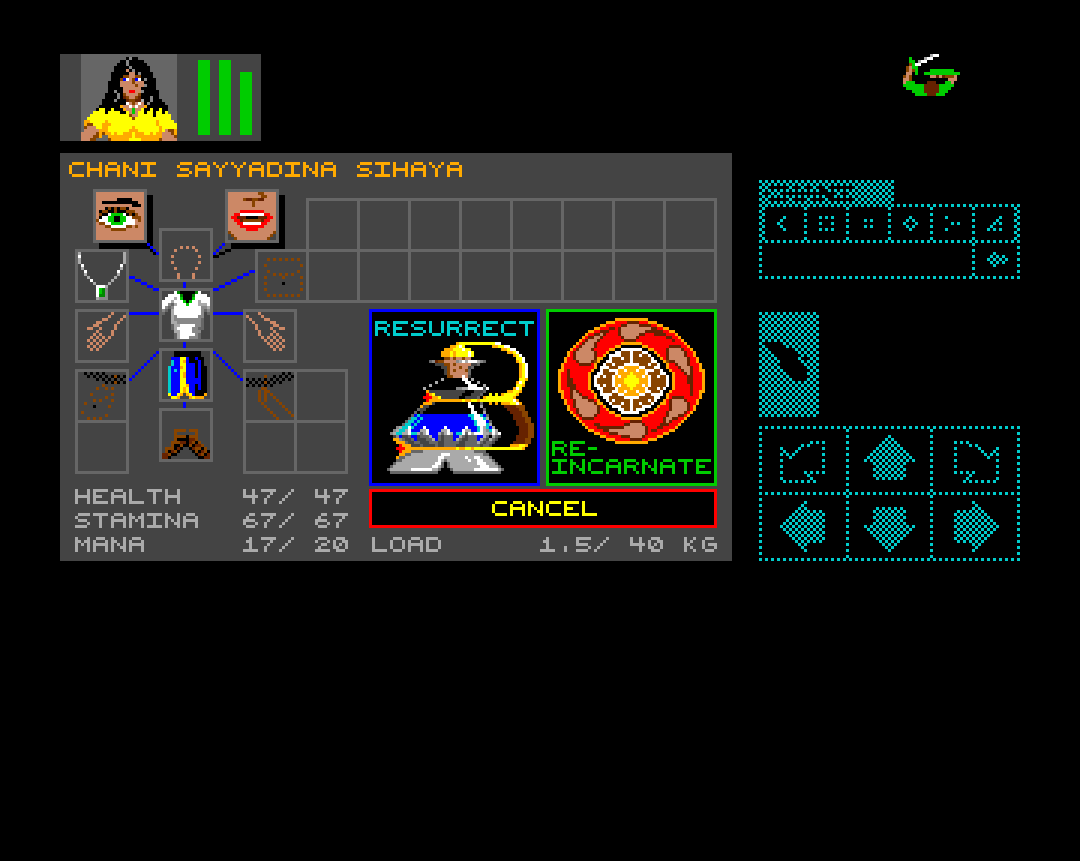 CHANI SAYYADINA SIHAYA
RESURRECT
RE-
INCARNATE
CANCEL
HEALTH 47/ 47
STAMINA 67/ 67
MANA 17/ 20 LOAD 1.5/ 40 KG